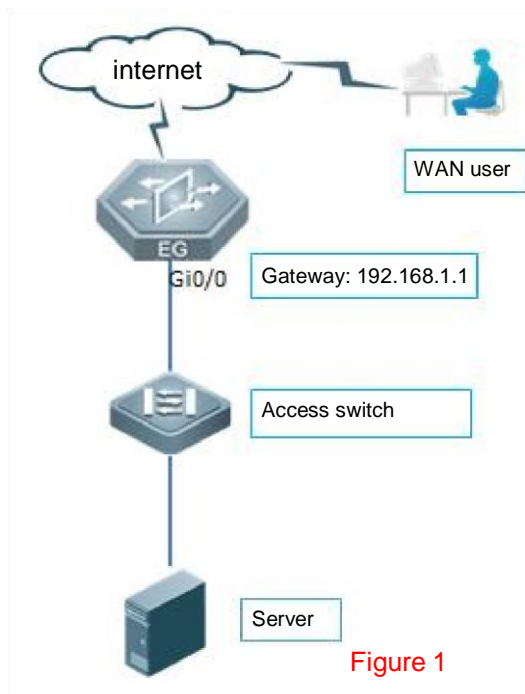 internet
WAN user
EG
Gi0/0
Gateway: 192.168.1.1
Access switch
Server
Figure 1